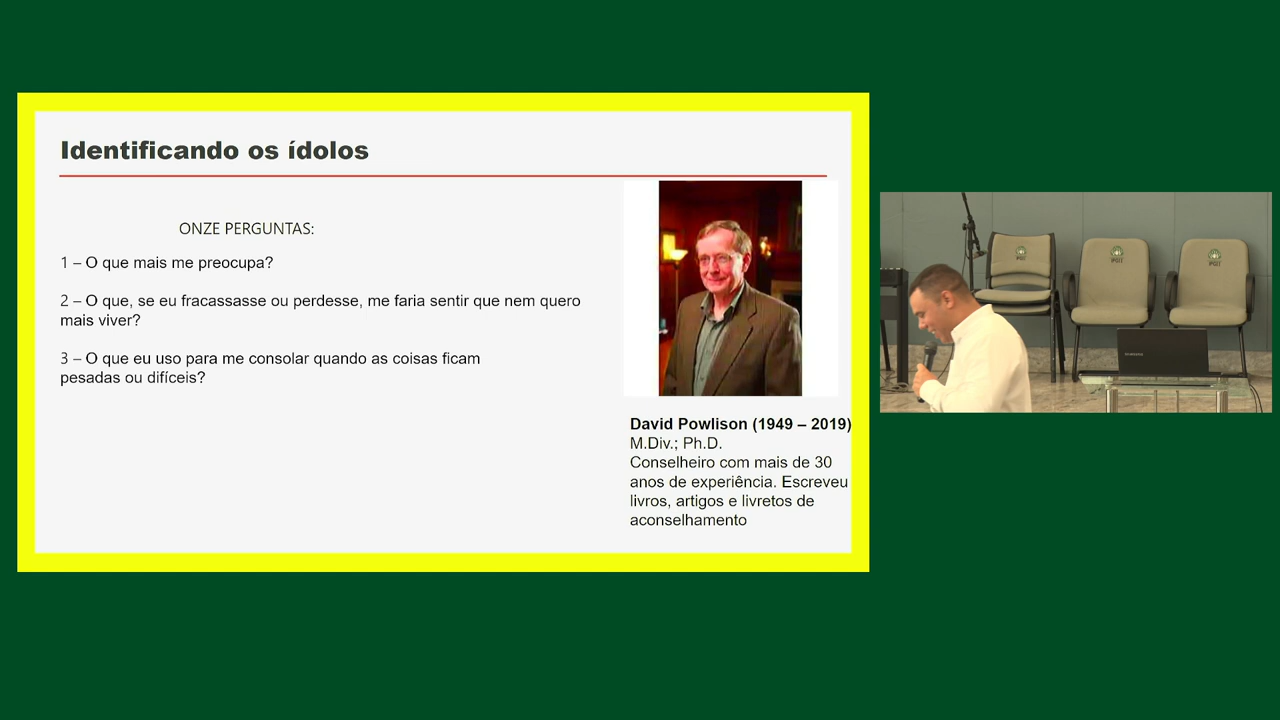 Identificando os ídolos
ONZE PERGUNTAS:
1 – O que mais me preocupa?
2 – O que, se eu fracassasse ou perdesse, me faria sentir que nem quero
mais viver?
3 – O que eu uso para me consolar quando as coisas ficam
pesadas ou difíceis?
David Powlison (1949 – 2019)
M.Div.; Ph.D.
Conselheiro com mais de 30
anos de experiência. Escreveu
livros, artigos e livretos de
aconselhamento
SAMSUNG